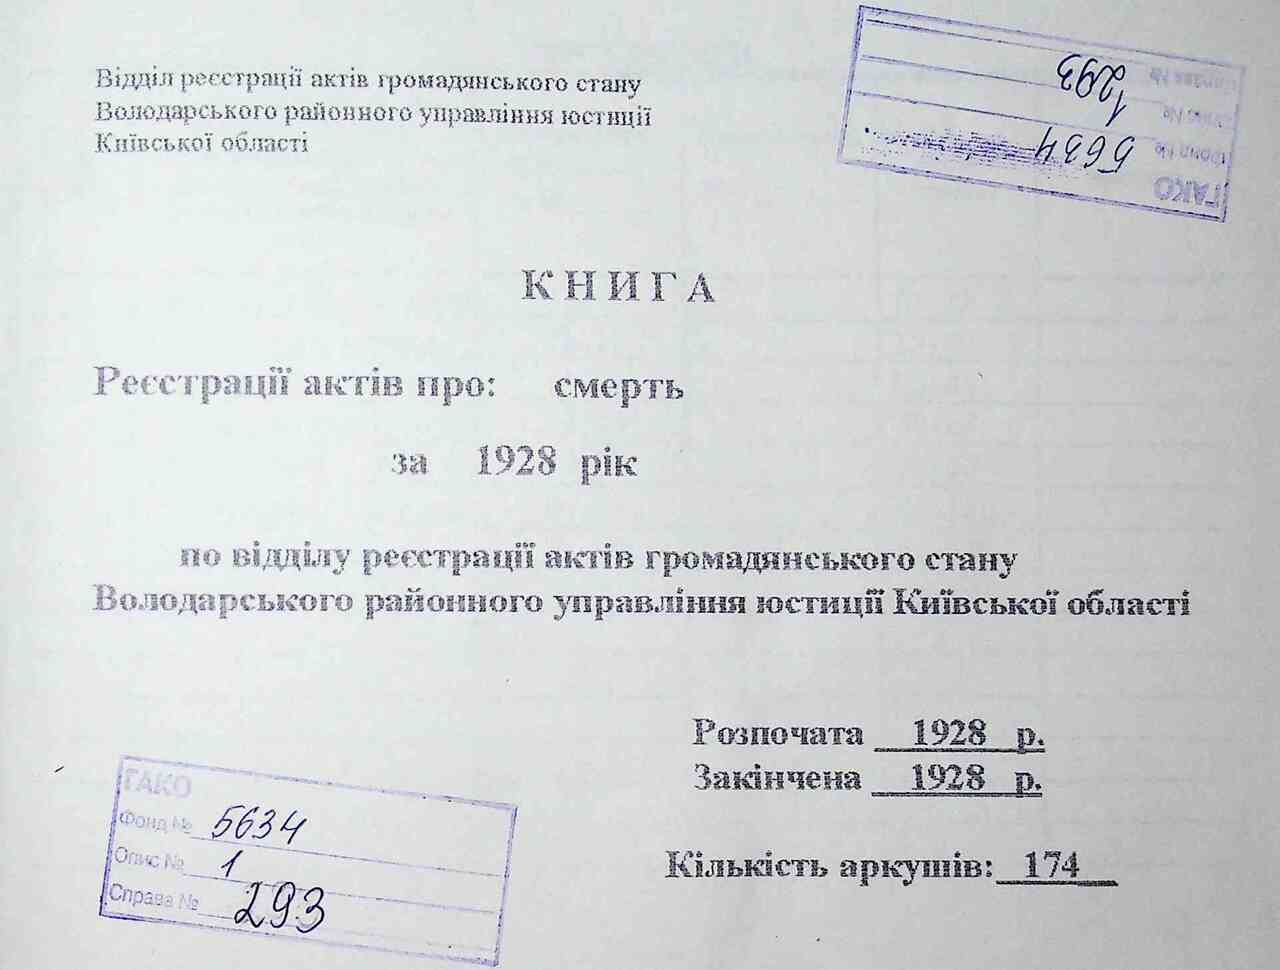 Відділ реєстрації актів громадянського стану
Володарського районного управління юстиції
Київської області
ГАКО
Фонд № 5634
Опис № 1
Справа № 293
К Н И Г А
Реєстрації актів про: смерть
за 1928 рік
по відділу реєстрації актів громадянського стану
Володарського районного управління юстиції Київської області
Розпочата 1928 р.
Закінчена 1928 р.
Кількість аркушів: 174
ГАКО
Фонд № 5634
Опис № 1
Справа № 293